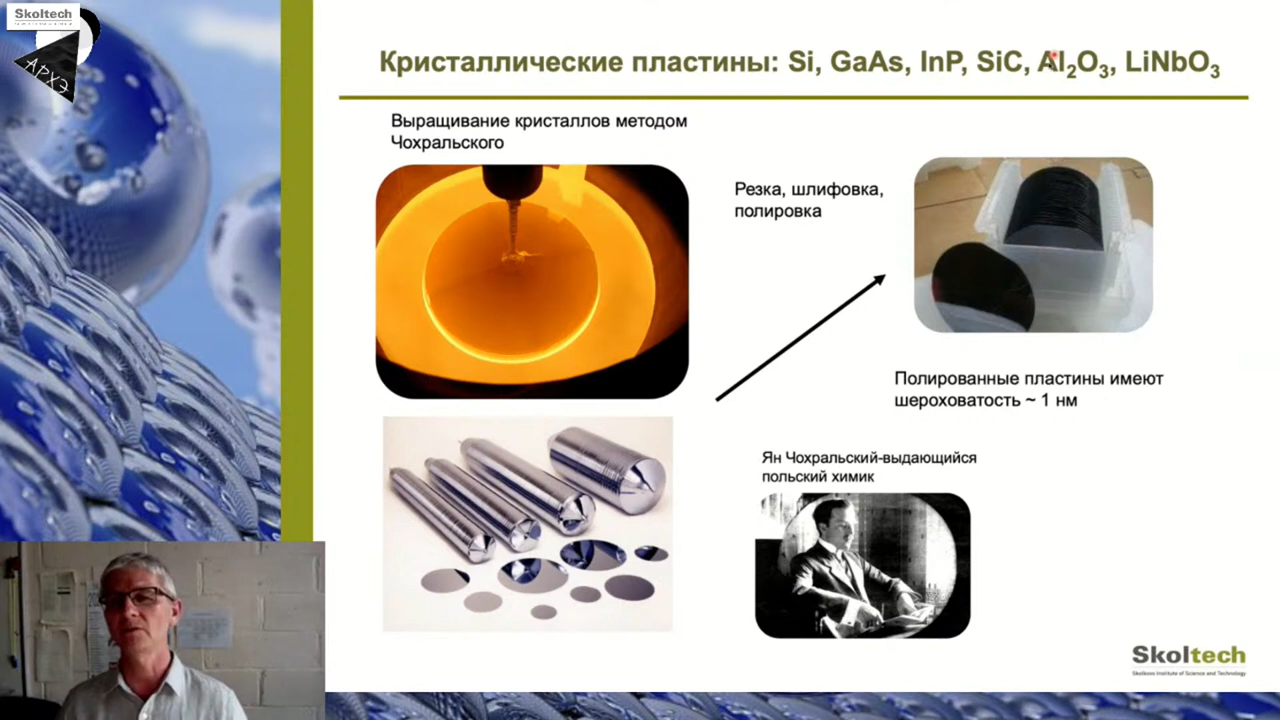 Skoltech
АРХЭ
Кристаллические пластины: Si, GaAs, InP, SiC, Al₂O₃, LiNbO₃
Выращивание кристаллов методом
Чохральского
Резка, шлифовка,
полировка
Полированные пластины имеют
шероховатость ~ 1 нм
Ян Чохральский-выдающийся
польский химик
Skoltech
Skolkovo Institute of Science and Technology